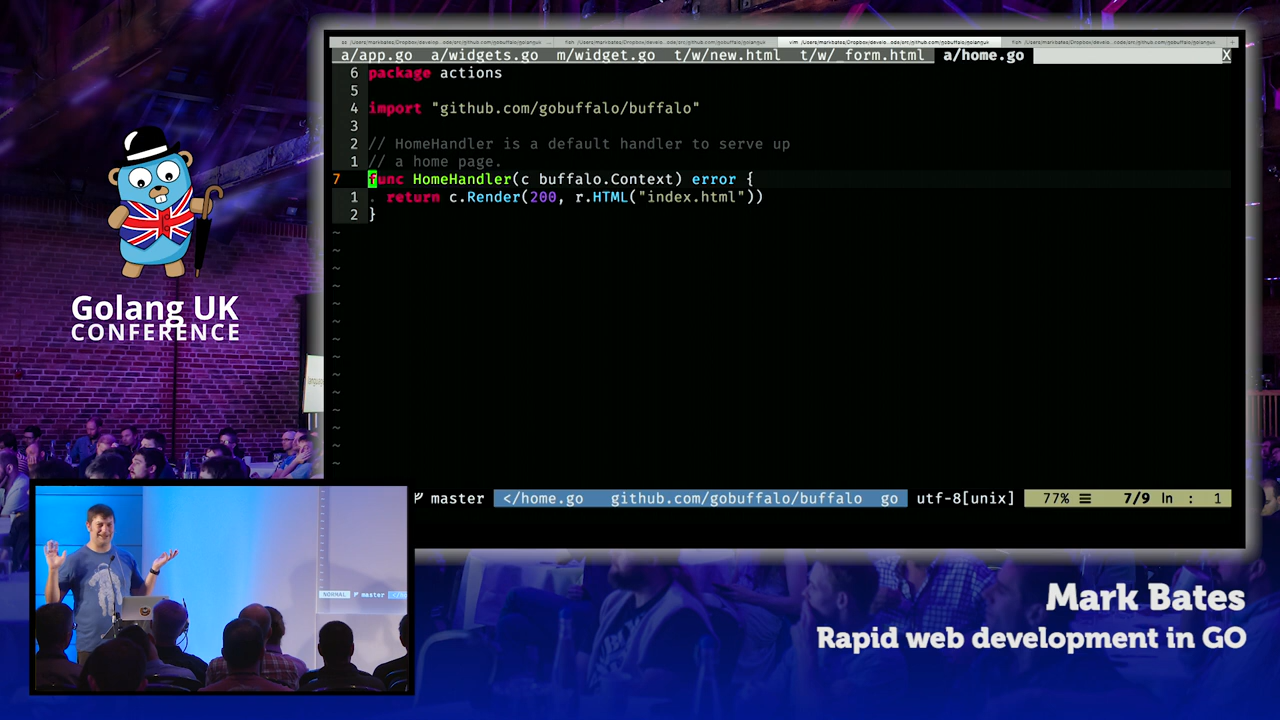 Golang UK
CONFERENCE
a/app.go a/widgets.go m/widget.go t/w/new.html t/w/_form.html a/home.go X
6 package actions
5
4 import "github.com/gobuffalo/buffalo"
3
2 // HomeHandler is a default handler to serve up
1 // a home page.
7 func HomeHandler(c buffalo.Context) error {
1 . return c.Render(200, r.HTML("index.html"))
2 }
~
~
~
~
~
~
~
~
~
~
~
~
~
~
master </home.go github.com/gobuffalo/buffalo go utf-8[unix] 77% ☰ 7/9 ln : 1
NORMAL master
Mark Bates
Rapid web development in GO